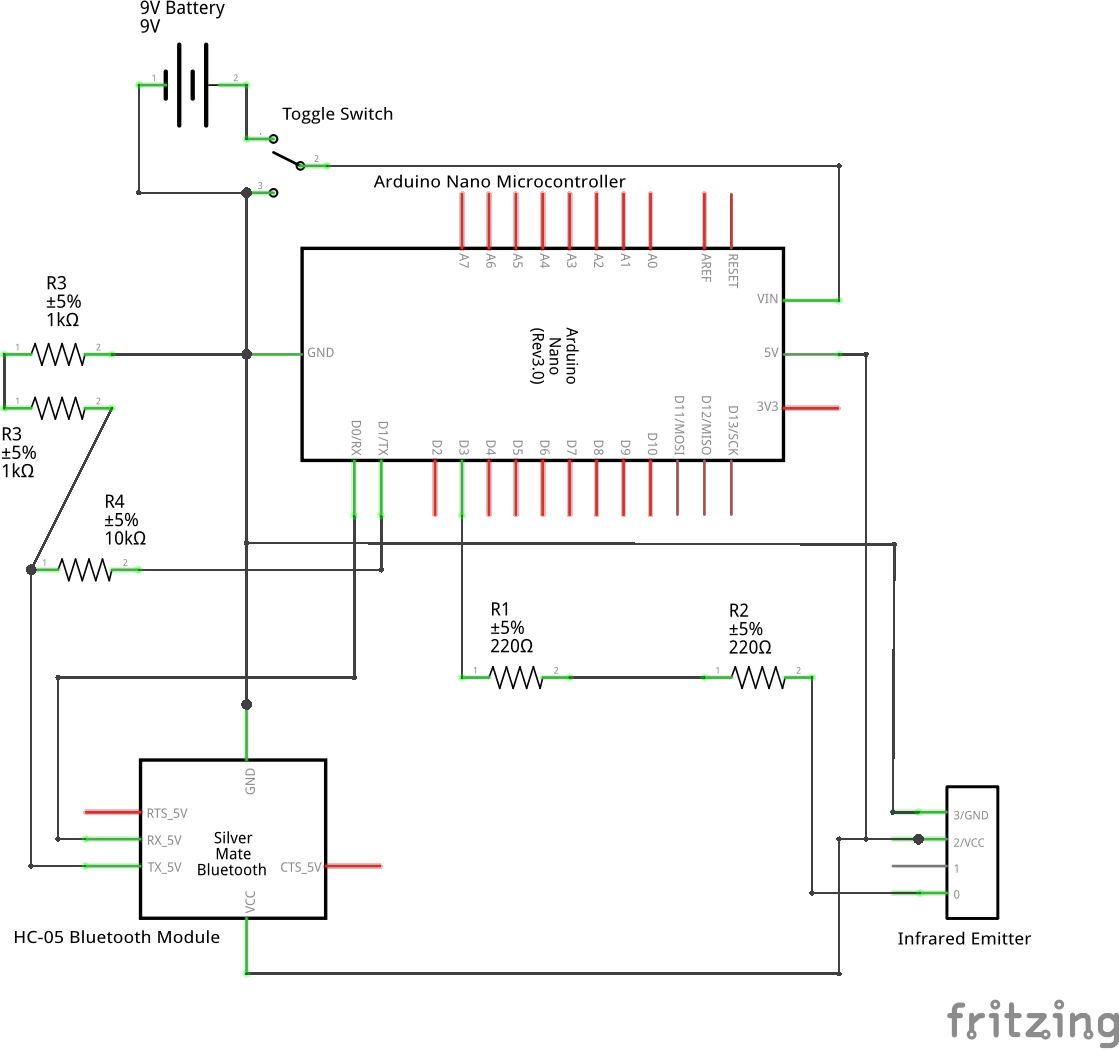 9V Battery
9V
1
2
Toggle Switch
2
3
Arduino Nano Microcontroller
A7
A6
A5
A4
A3
A2
A1
A0
AREF
RESET
VIN
5V
3V3
GND
Arduino
Nano
(Rev3.0)
R3
±5%
1kΩ
1
2
1
2
R3
±5%
1kΩ
D0/RX
D1/TX
D2
D3
D4
D5
D6
D7
D8
D9
D10
D11/MOSI
D12/MISO
D13/SCK
R4
±5%
10kΩ
1
2
R1
±5%
220Ω
1
2
R2
±5%
220Ω
1
2
GND
RTS_5V
RX_5V
TX_5V
CTS_5V
VCC
Silver
Mate
Bluetooth
HC-05 Bluetooth Module
3/GND
2/VCC
1
0
Infrared Emitter
fritzing